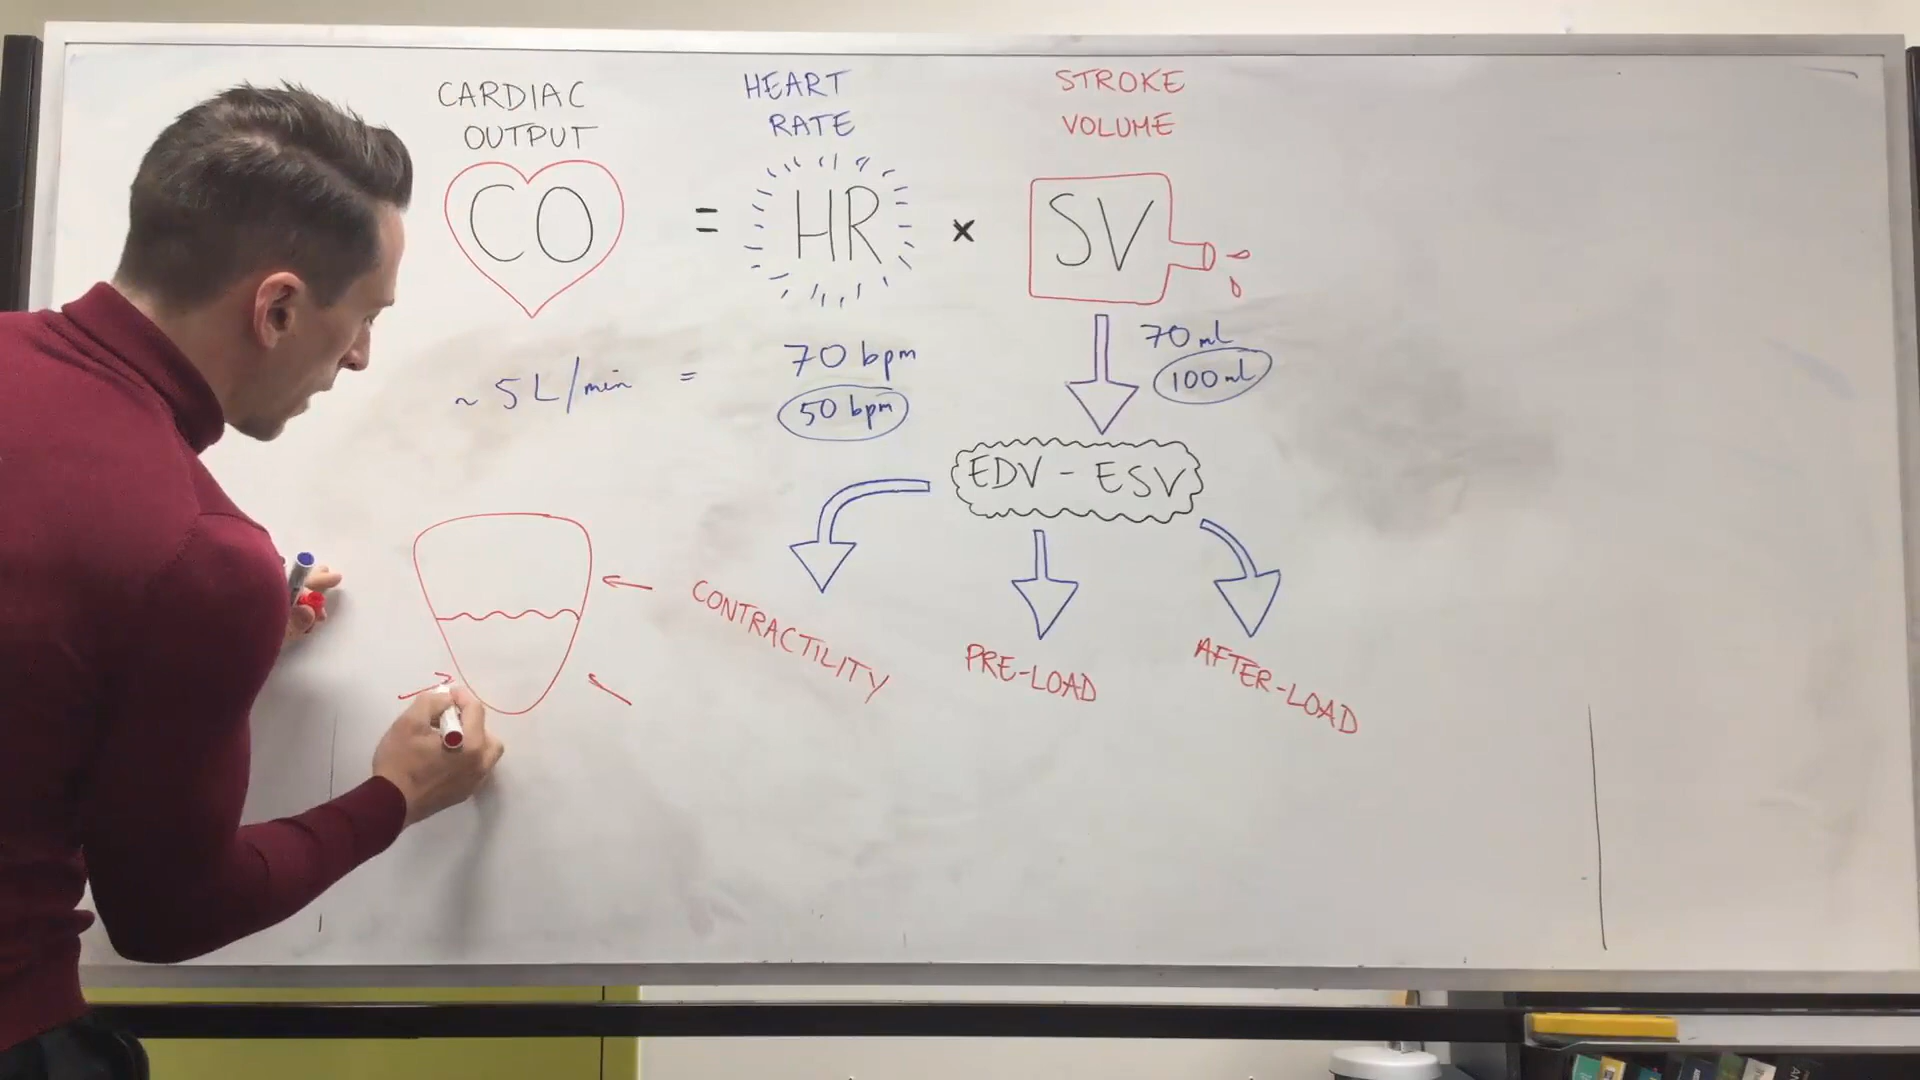 CARDIAC
OUTPUT
HEART
RATE
STROKE
VOLUME
CO = HR × SV
~ 5 L/min = 70 bpm
70 ml
50 bpm
100 ml
EDV - ESV
CONTRACTILITY
PRE-LOAD
AFTER-LOAD